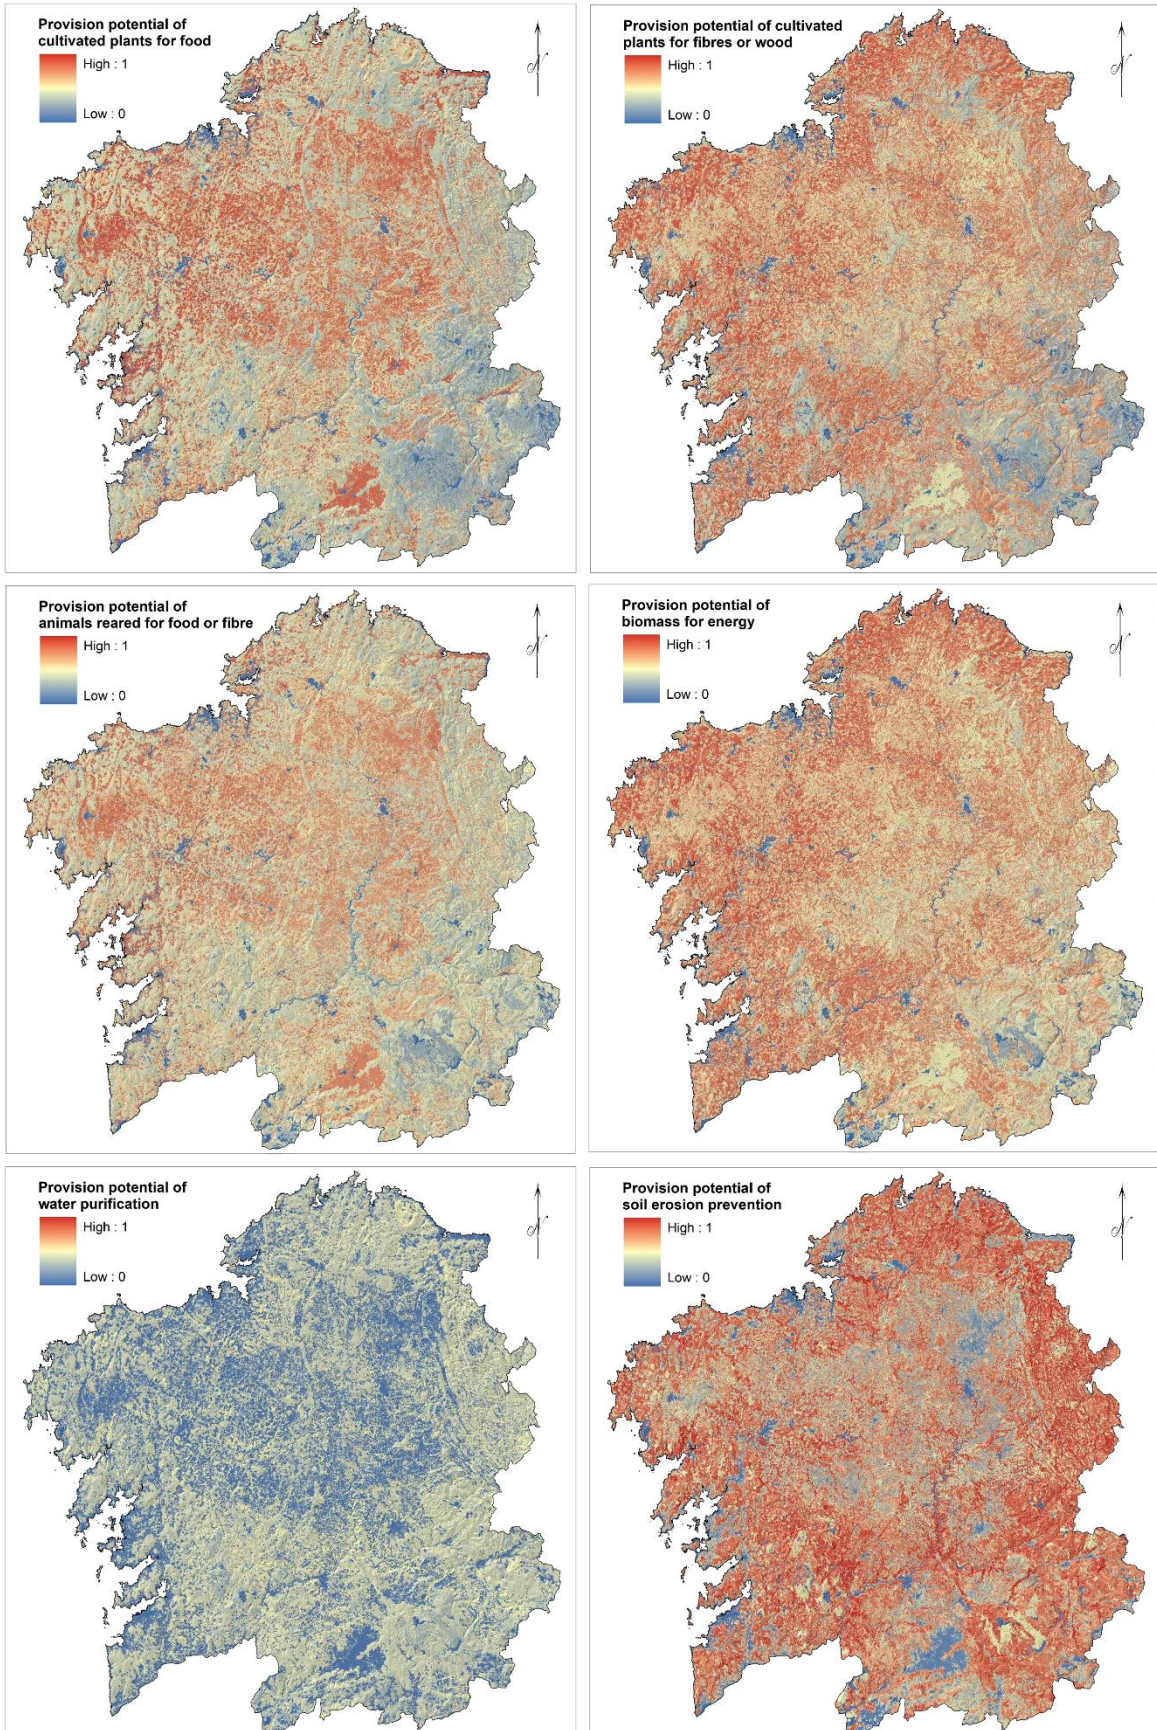 Provision potential of
cultivated plants for food
High : 1
Low : 0
N
Provision potential of cultivated
plants for fibres or wood
High : 1
Low : 0
N
Provision potential of
animals reared for food or fibre
High : 1
Low : 0
N
Provision potential of
biomass for energy
High : 1
Low : 0
N
Provision potential of
water purification
High : 1
Low : 0
N
Provision potential of
soil erosion prevention
High : 1
Low : 0
N